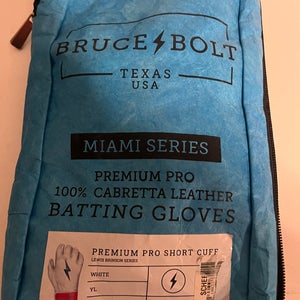 BRUCE BOLT
TEXAS
USA
MIAMI SERIES
PREMIUM PRO
100% CABRETTA LEATHER
BATTING GLOVES
PREMIUM PRO SHORT CUFF
WHITE
YL